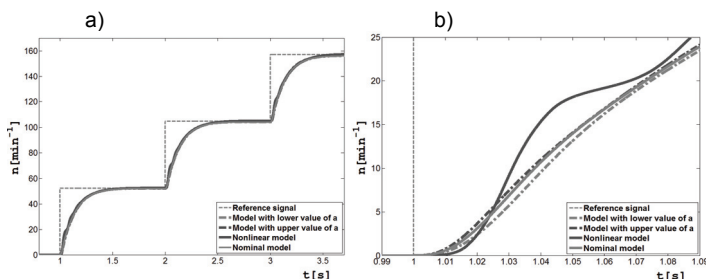 a)
n[min⁻¹]
160
140
120
100
80
60
40
20
0
1
1.5
2
2.5
3
3.5
t[s]
Reference signal
Model with lower value of a
Model with upper value of a
Nonlinear model
Nominal model
b)
n[min⁻¹]
25
20
15
10
5
0
0.99
1
1.01
1.02
1.03
1.04
1.05
1.06
1.07
1.08
1.09
t[s]
Reference signal
Model with lower value of a
Model with upper value of a
Nonlinear model
Nominal model